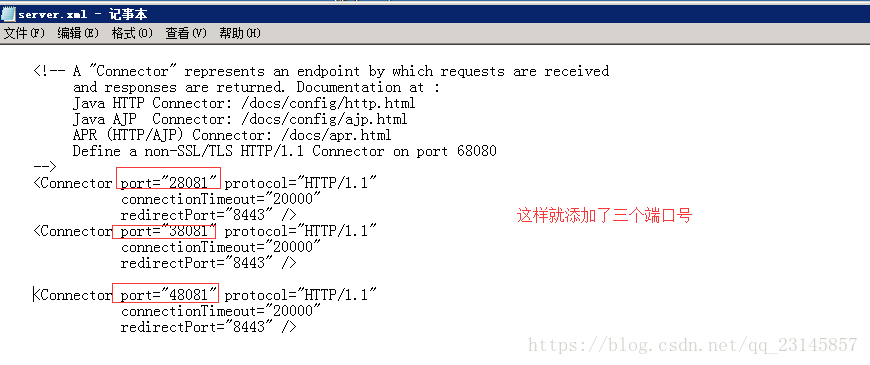 server.xml - 记事本
文件(F) 编辑(E) 格式(O) 查看(V) 帮助(H)
<!-- A "Connector" represents an endpoint by which requests are received
and responses are returned. Documentation at :
Java HTTP Connector: /docs/config/http.html
Java AJP  Connector: /docs/config/ajp.html
APR (HTTP/AJP) Connector: /docs/apr.html
Define a non-SSL/TLS HTTP/1.1 Connector on port 68080
-->
<Connector port="28081" protocol="HTTP/1.1"
connectionTimeout="20000"
redirectPort="8443" />
这样就添加了三个端口号
<Connector port="38081" protocol="HTTP/1.1"
connectionTimeout="20000"
redirectPort="8443" />
<Connector port="48081" protocol="HTTP/1.1"
connectionTimeout="20000"
redirectPort="8443" />
https://blog.csdn.net/qq_23145857